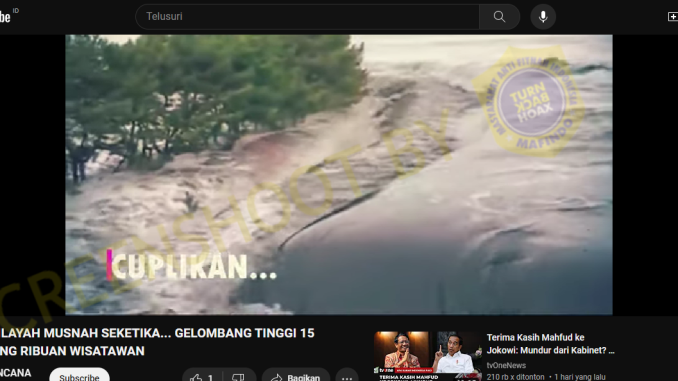 be ID
Telusuri
TURN
BACK
HOAX
MAFINDO
CREENSHOOT BY
CUPLIKAN...
LAYAH MUSNAH SEKETIKA... GELOMBANG TINGGI 15
NG RIBUAN WISATAWAN
NCANA
Subscribe
1
Bagikan
Terima Kasih Mahfud ke
Jokowi: Mundur dari Kabinet? ...
tvOneNews
210 rb x ditonton • 1 hari yang lalu
TERIMA KASIH MAHFUD